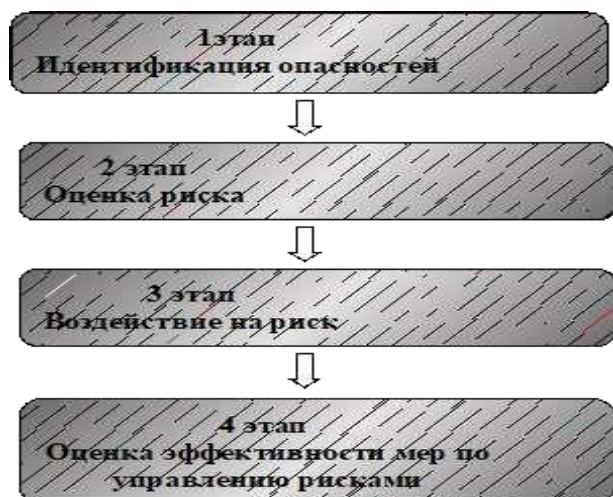 1этап
Идентификация опасностей
2 этап
Оценка риска
3 этап
Воздействие на риск
4 этап
Оценка эффективности мер по
управлению рисками